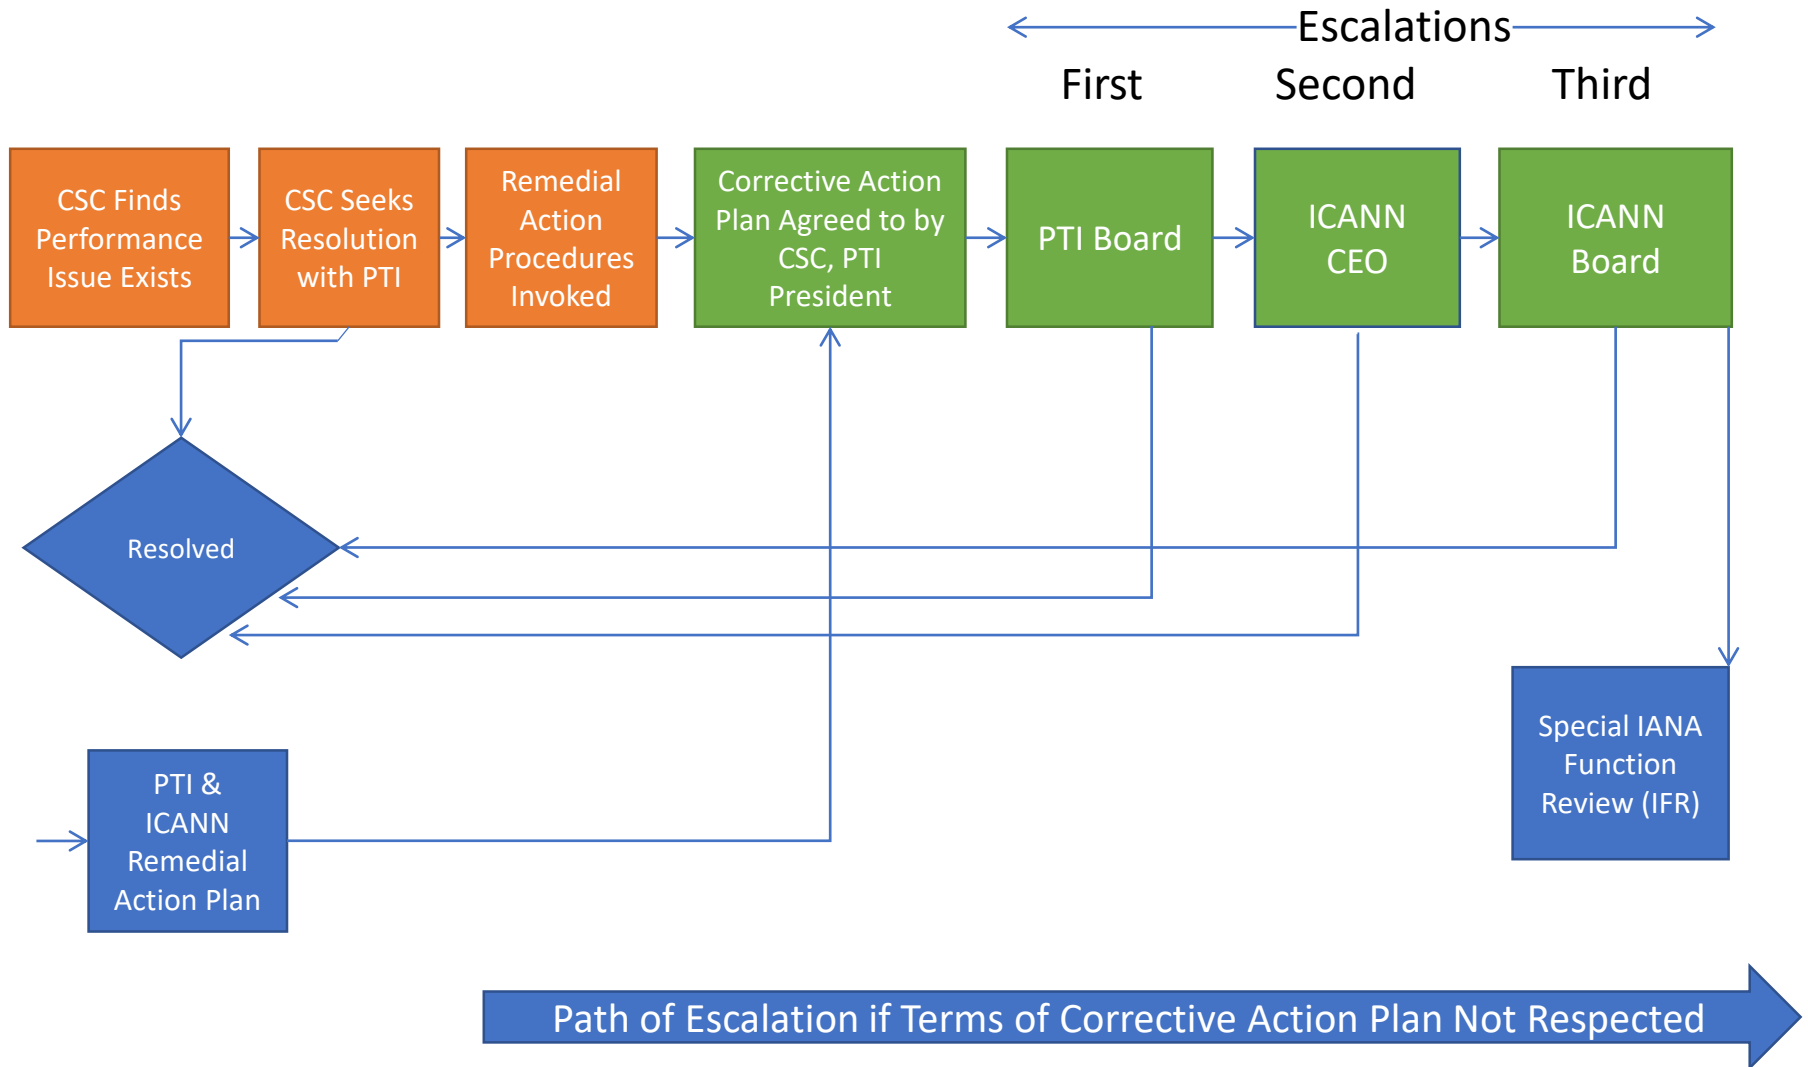 Escalations
First
Second
Third
CSC Finds
Performance
Issue Exists
CSC Seeks
Resolution
with PTI
Remedial
Action
Procedures
Invoked
Corrective Action
Plan Agreed to by
CSC, PTI
President
PTI Board
ICANN
CEO
ICANN
Board
Resolved
Special IANA
Function
Review (IFR)
PTI &
ICANN
Remedial
Action Plan
Path of Escalation if Terms of Corrective Action Plan Not Respected